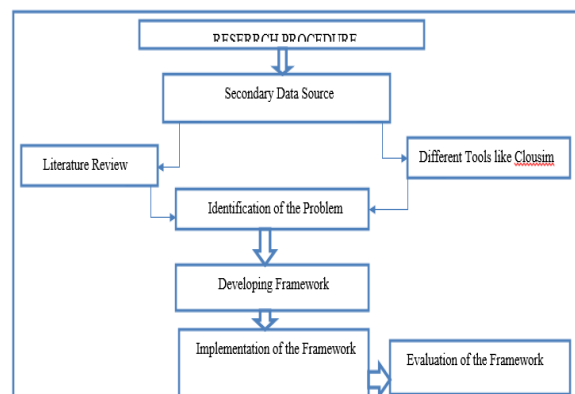 RESERRCH PROCEDURE
Secondary Data Source
Literature Review
Different Tools like Clousim
Identification of the Problem
Developing Framework
Implementation of the Framework
Evaluation of the Framework